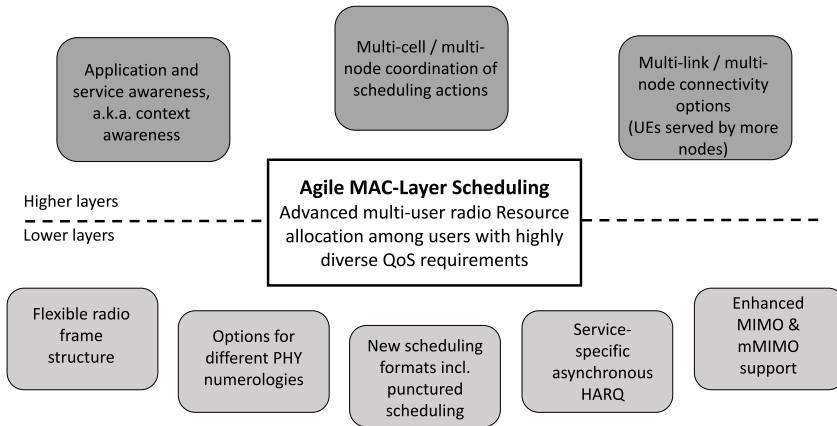 Application and
service awareness,
a.k.a. context
awareness
Multi-cell / multi-
node coordination of
scheduling actions
Multi-link / multi-
node connectivity
options
(UEs served by more
nodes)
Agile MAC-Layer Scheduling
Advanced multi-user radio Resource
allocation among users with highly
diverse QoS requirements
Higher layers
Lower layers
Flexible radio
frame
structure
Options for
different PHY
numerologies
New scheduling
formats incl.
punctured
scheduling
Service-
specific
asynchronous
HARQ
Enhanced
MIMO &
mMIMO
support